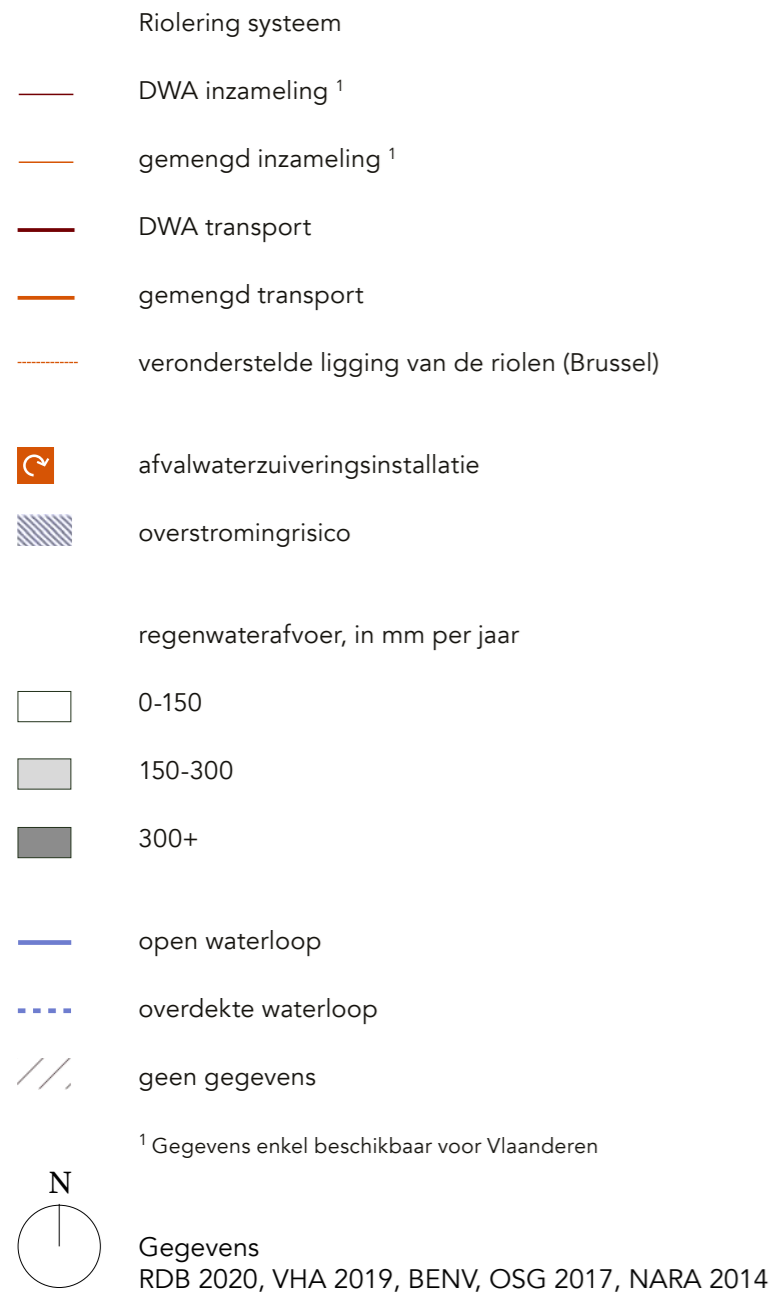 Riolering systeem
DWA inzameling ¹
gemengd inzameling ¹
DWA transport
gemengd transport
veronderstelde ligging van de riolen (Brussel)
afvalwaterzuiveringsinstallatie
overstromingrisico
regenwaterafvoer, in mm per jaar
0-150
150-300
300+
open waterloop
overdekte waterloop
geen gegevens
¹ Gegevens enkel beschikbaar voor Vlaanderen
N
Gegevens
RDB 2020, VHA 2019, BENV, OSG 2017, NARA 2014